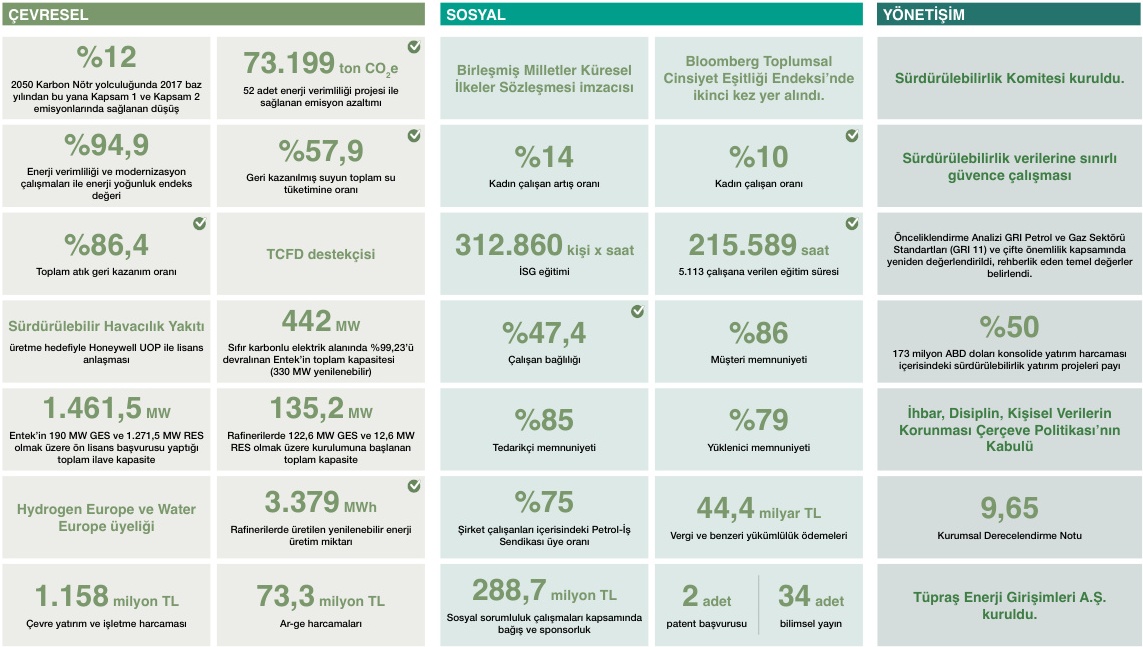 ÇEVRESEL
%12
2050 Karbon Nötr yolculuğunda 2017 baz
yılından bu yana Kapsam 1 ve Kapsam 2
emisyonlarında sağlanan düşüş
73.199 ton CO₂e
52 adet enerji verimliliği projesi ile
sağlanan emisyon azaltımı
%94,9
Enerji verimliliği ve modernizasyon
çalışmaları ile enerji yoğunluk endeks
değeri
%57,9
Geri kazanılmış suyun toplam su
tüketimine oranı
%86,4
Toplam atık geri kazanım oranı
TCFD destekçisi
Sürdürülebilir Havacılık Yakıtı
üretme hedefiyle Honeywell UOP ile lisans
anlaşması
442 MW
Sıfır karbonlu elektrik alanında %99,23'ü
devralınan Entek'in toplam kapasitesi
(330 MW yenilenebilir)
1.461,5 MW
Entek'in 190 MW GES ve 1.271,5 MW RES
olmak üzere ön lisans başvurusu yaptığı
toplam ilave kapasite
135,2 MW
Rafinerilerde 122,6 MW GES ve 12,6 MW
RES olmak üzere kurulumuna başlanan
toplam kapasite
Hydrogen Europe ve Water
Europe üyeliği
3.379 MWh
Rafinerilerde üretilen yenilenebilir enerji
üretim miktarı
1.158 milyon TL
Çevre yatırım ve işletme harcaması
73,3 milyon TL
Ar-ge harcamaları
SOSYAL
Birleşmiş Milletler Küresel
İlkeler Sözleşmesi imzacısı
Bloomberg Toplumsal
Cinsiyet Eşitliği Endeksi'nde
ikinci kez yer alındı.
%14
Kadın çalışan artış oranı
%10
Kadın çalışan oranı
312.860 kişi x saat
İSG eğitimi
215.589 saat
5.113 çalışana verilen eğitim süresi
%47,4
Çalışan bağlılığı
%86
Müşteri memnuniyeti
%85
Tedarikçi memnuniyeti
%79
Yüklenici memnuniyeti
%75
Şirket çalışanları içerisindeki Petrol-İş
Sendikası üye oranı
44,4 milyar TL
Vergi ve benzeri yükümlülük ödemeleri
288,7 milyon TL
Sosyal sorumluluk çalışmaları kapsamında
bağış ve sponsorluk
2 adet
patent başvurusu
34 adet
bilimsel yayın
YÖNETİŞİM
Sürdürülebilirlik Komitesi kuruldu.
Sürdürülebilirlik verilerine sınırlı
güvence çalışması
Önceliklendirme Analizi GRI Petrol ve Gaz Sektörü
Standartları (GRI 11) ve çifte önemlilik kapsamında
yeniden değerlendirildi, rehberlik eden temel değerler
belirlendi.
%50
173 milyon ABD doları konsolide yatırım harcaması
içerisindeki sürdürülebilirlik yatırım projeleri payı
İhbar, Disiplin, Kişisel Verilerin
Korunması Çerçeve Politikası'nın
Kabulü
9,65
Kurumsal Derecelendirme Notu
Tüpraş Enerji Girişimleri A.Ş.
kuruldu.